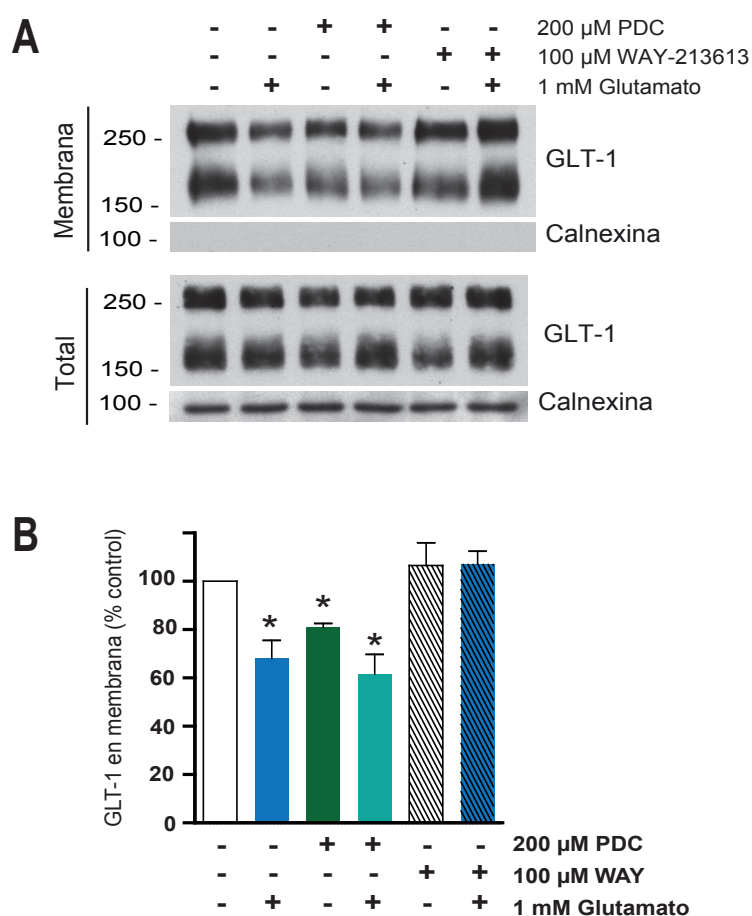 A
- - + + - - 200 µM PDC
- - - - + + 100 µM WAY-213613
- + - + - + 1 mM Glutamato
Membrana
250 -
GLT-1
150 -
100 -
Calnexina
Total
250 -
GLT-1
150 -
100 -
Calnexina
B
GLT-1 en membrana (% control)
100
80
60
40
20
0
* * *
- - + + - - 200 µM PDC
- - - - + + 100 µM WAY
- + - + - + 1 mM Glutamato